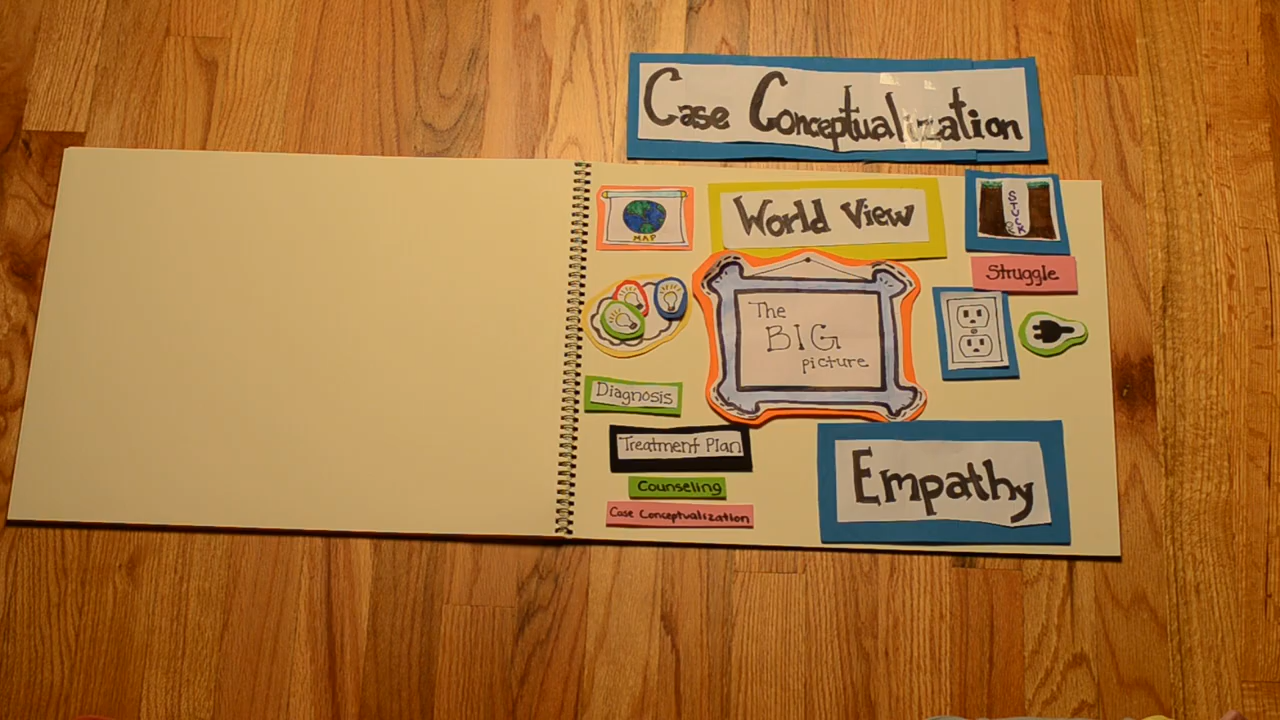 Case Conceptualization
World View
MAP
STUCK
Struggle
The
BIG
picture
Diagnosis
Treatment Plan
Counseling
Case Conceptualization
Empathy